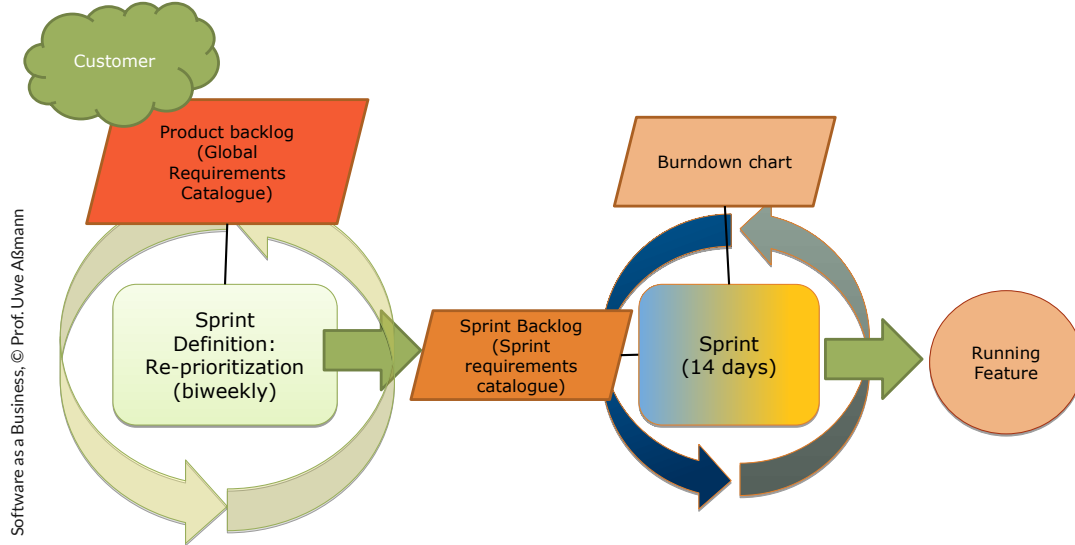 Customer
Product backlog
(Global
Requirements
Catalogue)
Burndown chart
Sprint
Definition:
Re-prioritization
(biweekly)
Sprint Backlog
(Sprint
requirements
catalogue)
Sprint
(14 days)
Running
Feature
Software as a Business, © Prof. Uwe Aßmann